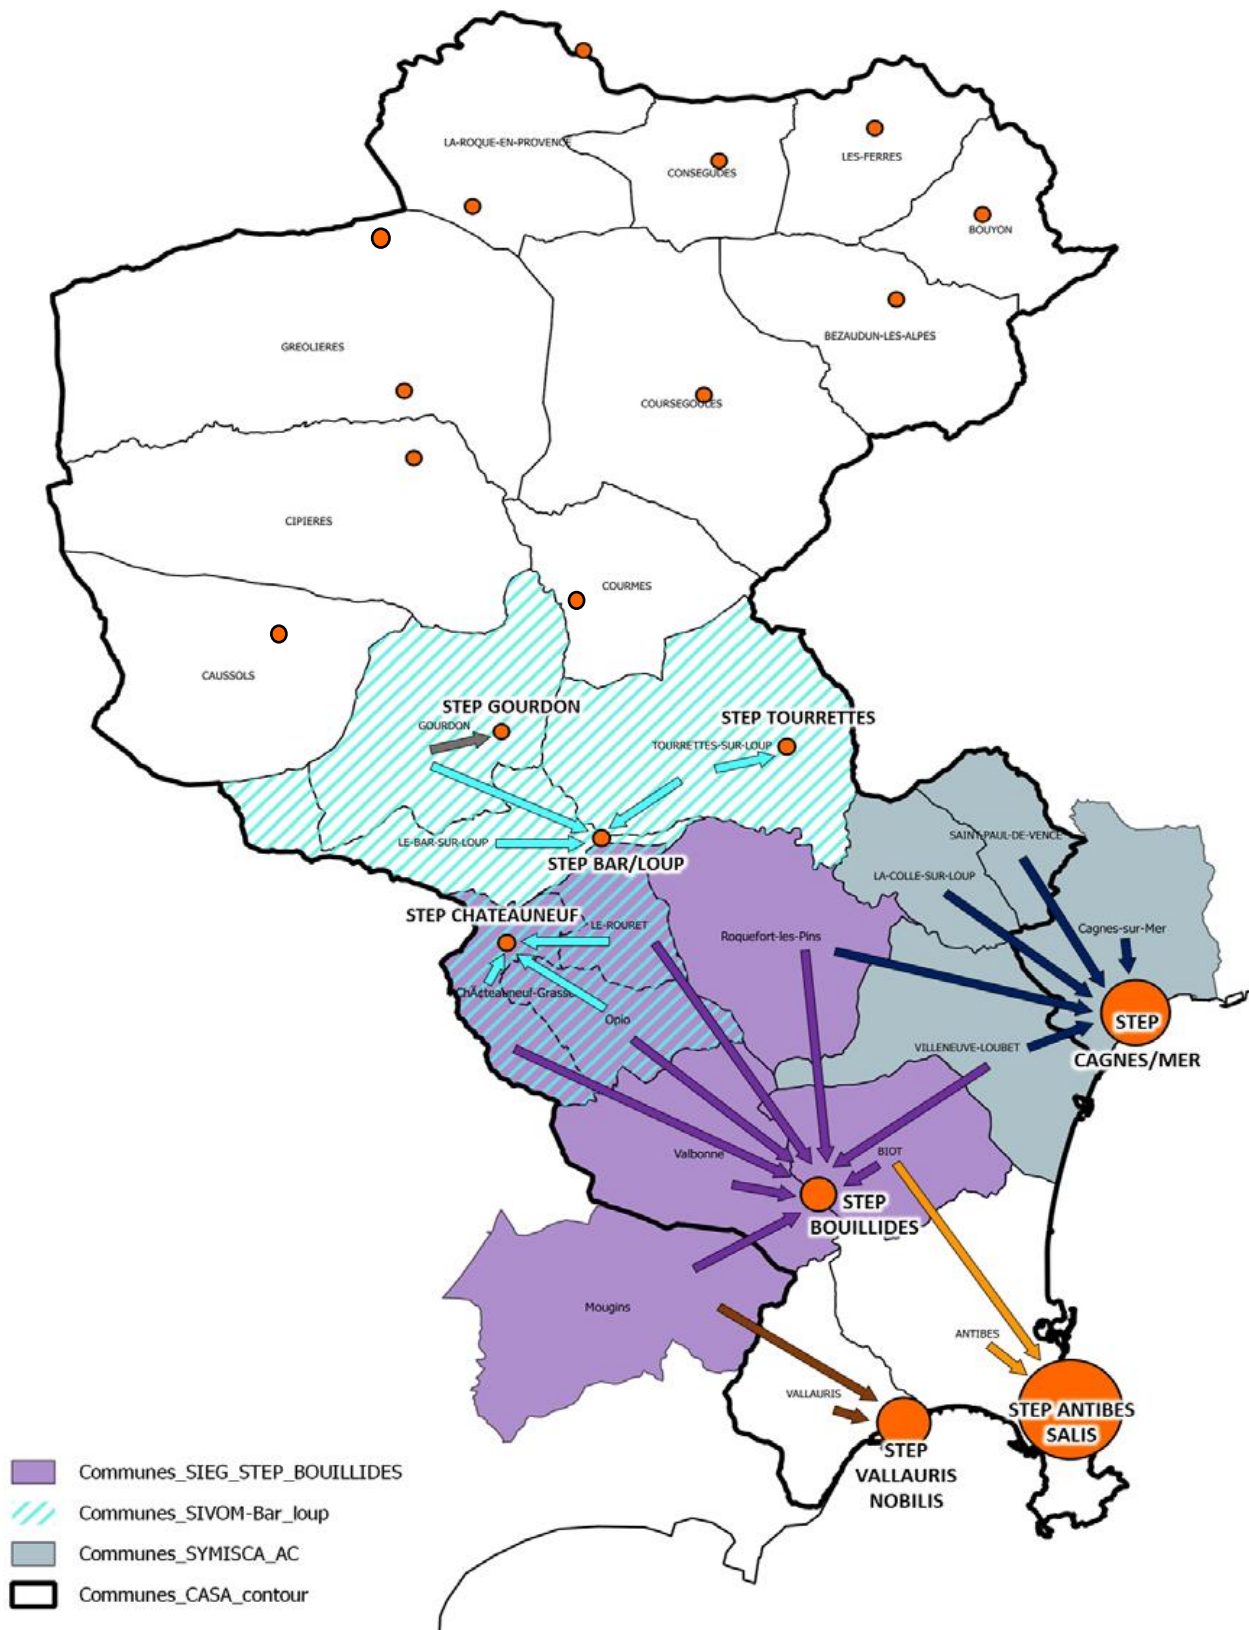 LA-ROQUE-EN-PROVENCE
CONSEGUDES
LES-FERRES
BOUYON
GREOLIERES
BEZAUDUN-LES-ALPES
COURSEGOULES
CIPIERES
COURMES
CAUSSOLS
STEP GOURDON
GOURDON
STEP TOURRETTES
TOURRETTES-SUR-LOUP
LE-BAR-SUR-LOUP
STEP BAR/LOUP
SAINT-PAUL-DE-VENCE
LA-COLLE-SUR-LOUP
STEP CHATEAUNEUF
LE-ROURET
Roquefort-les-Pins
Cagnes-sur-Mer
ChÂcteauneuf-Grasse
Opio
STEP
CAGNES/MER
VILLENEUVE-LOUBET
Valbonne
BIOT
STEP
BOUILLIDES
Mougins
ANTIBES
VALLAURIS
STEP ANTIBES
SALIS
STEP
VALLAURIS
NOBILIS
Communes_SIEG_STEP_BOUILLIDES
Communes_SIVOM-Bar_loup
Communes_SYMISCA_AC
Communes_CASA_contour